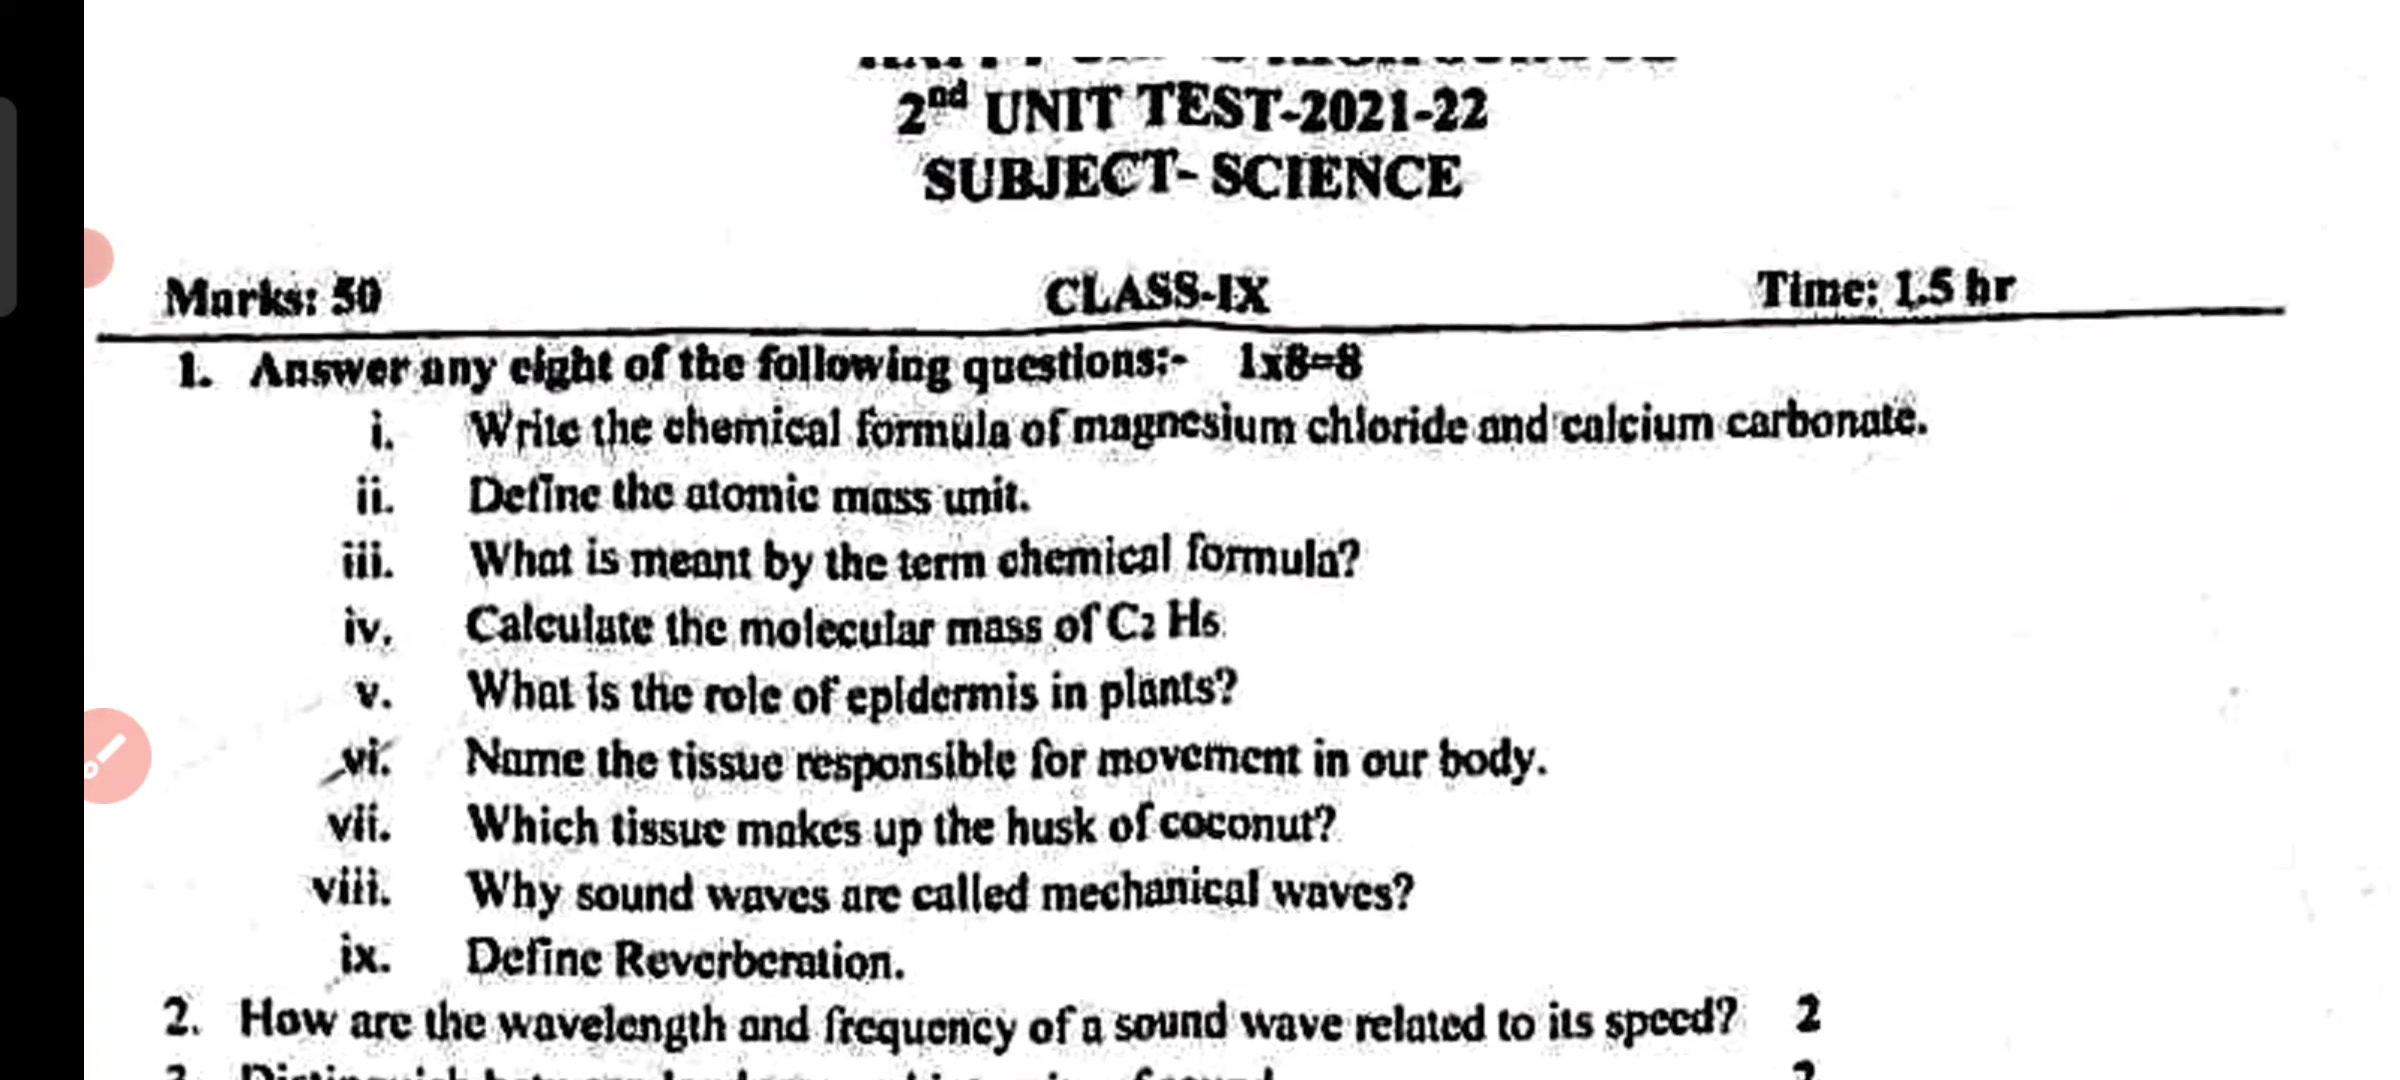 2nd UNIT TEST-2021-22
SUBJECT- SCIENCE
Marks: 50 CLASS-IX Time: 1.5 hr
1. Answer any eight of the following questions:- 1x8=8
i. Write the chemical formula of magnesium chloride and calcium carbonate.
ii. Define the atomic mass unit.
iii. What is meant by the term chemical formula?
iv. Calculate the molecular mass of C2 H6
v. What is the role of epidermis in plants?
vi. Name the tissue responsible for movement in our body.
vii. Which tissue makes up the husk of coconut?
viii. Why sound waves are called mechanical waves?
ix. Define Reverberation.
2. How are the wavelength and frequency of a sound wave related to its speed? 2
3. Distinguish between of sound